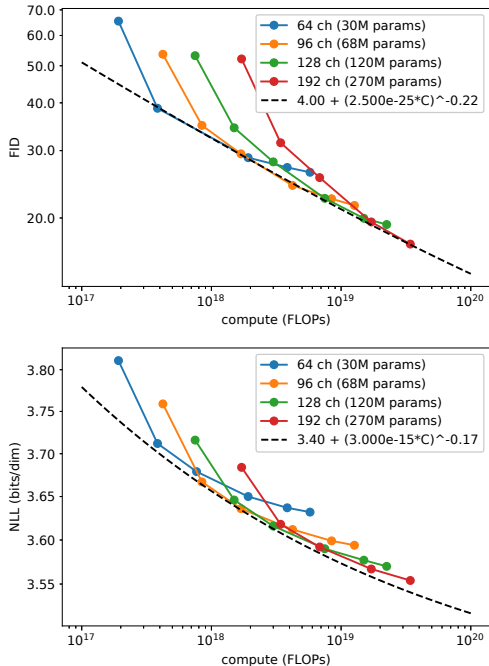 70.0
60.0
50.0
40.0
30.0
20.0
FID
64 ch (30M params)
96 ch (68M params)
128 ch (120M params)
192 ch (270M params)
4.00 + (2.500e-25*C)^-0.22
10^17
10^18
10^19
10^20
compute (FLOPs)
3.80
3.75
3.70
3.65
3.60
3.55
NLL (bits/dim)
64 ch (30M params)
96 ch (68M params)
128 ch (120M params)
192 ch (270M params)
3.40 + (3.000e-15*C)^-0.17
10^17
10^18
10^19
10^20
compute (FLOPs)